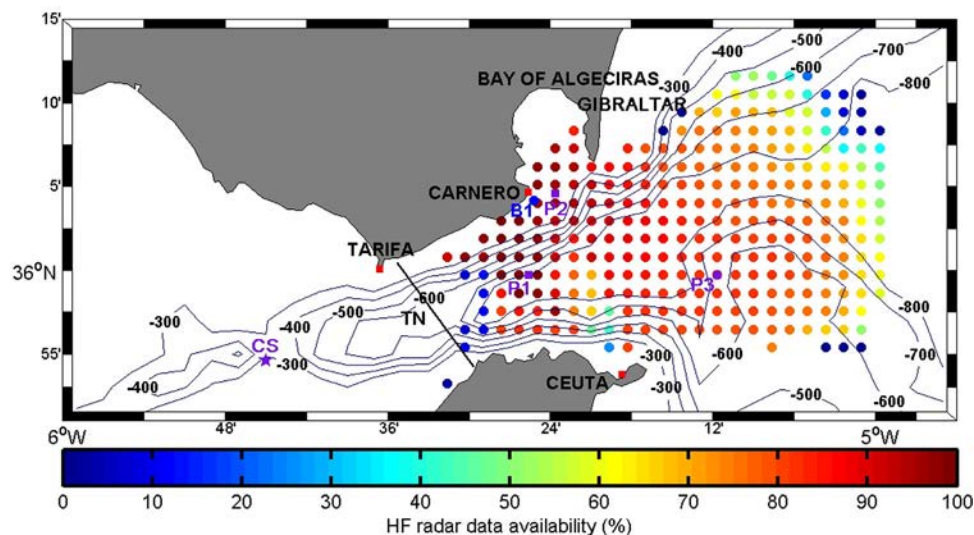 15'
-400
-500
-700
-600
BAY OF ALGECIRAS
-300
-800
10'
GIBRALTAR
5'
CARNERO
B1
P2
TARIFA
36°N
P1
P3
-600
-500
TN
-800
-300
-400
CS
-300
-300
-600
-700
55'
-400
CEUTA
-300
-500
-600
6°W
48'
36'
24'
12'
5°W
0
10
20
30
40
50
60
70
80
90
100
HF radar data availability (%)